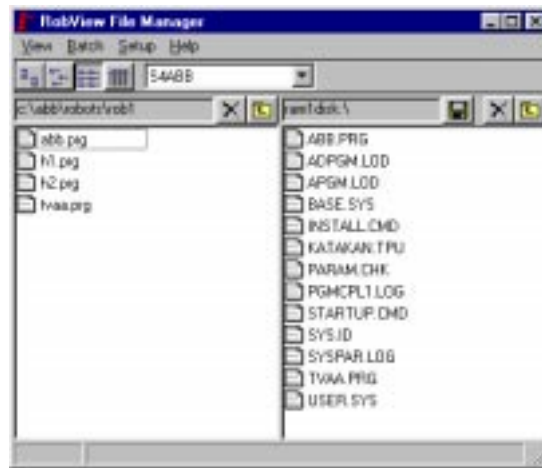 RobView File Manager
View Batch Setup Help
S4ABB
c:\abb\robots\rob1
abb.prg
h1.prg
h2.prg
tvaa.prg
ram1disk:\
ABB.PRG
ADPGM.LOD
APGM.LOD
BASE.SYS
INSTALL.CMD
KATAKAN.TPU
PARAM.CHK
PGMCPL1.LOG
STARTUP.CMD
SYS.ID
SYSPAR.LOG
TVAA.PRG
USER.SYS